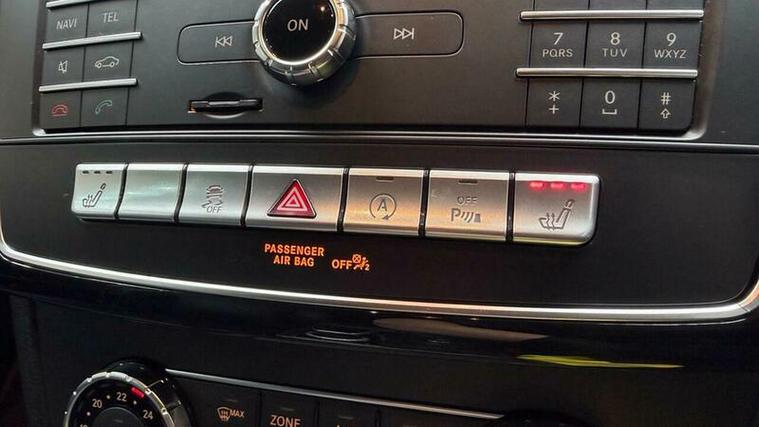 NAVI TEL
ON
7 PQRS
8 TUV
9 WXYZ
* +
0
#
OFF
A
OFF
P
PASSENGER
AIR BAG OFF 2
20 22 24
MAX
ZONE